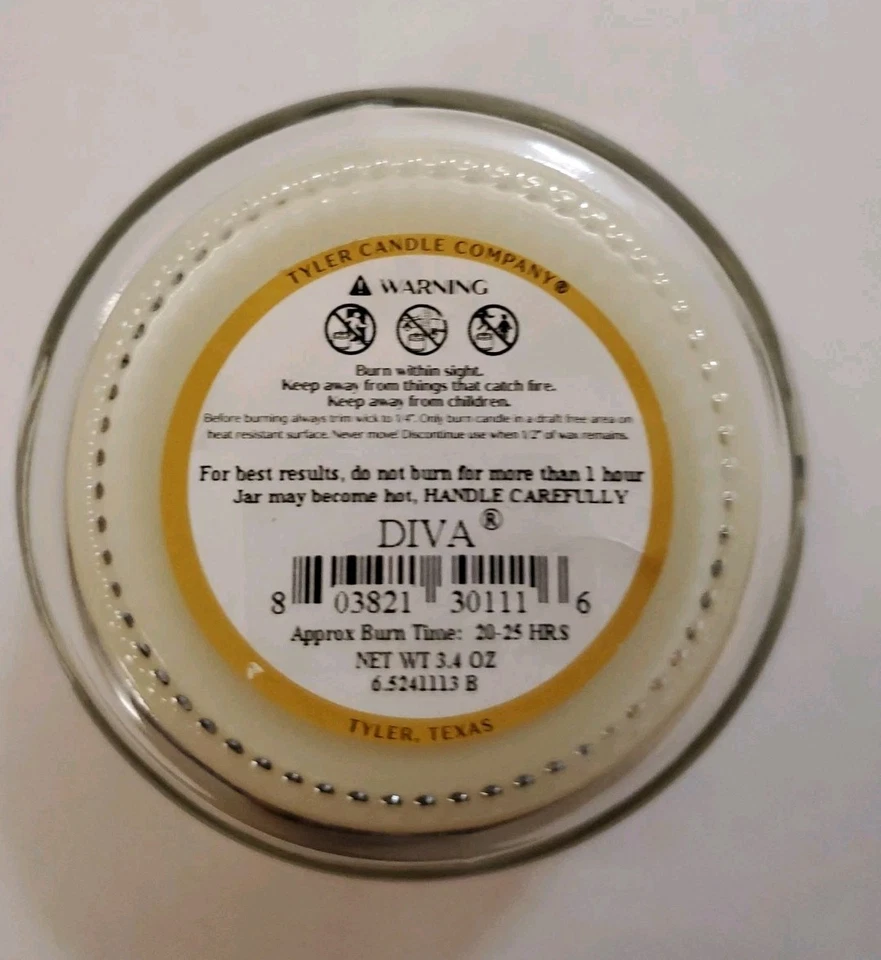 TYLER CANDLE COMPANY®
WARNING
Burn within sight.
Keep away from things that catch fire.
Keep away from children.
Before burning always trim wick to 1/4". Only burn candle in a draft free area on
heat resistant surface. Never move! Discontinue use when 1/2" of wax remains.
For best results, do not burn for more than 1 hour
Jar may become hot, HANDLE CAREFULLY
DIVA®
8 03821 30111 6
Approx Burn Time: 20-25 HRS
NET WT 3.4 OZ
6.5241113 B
TYLER, TEXAS